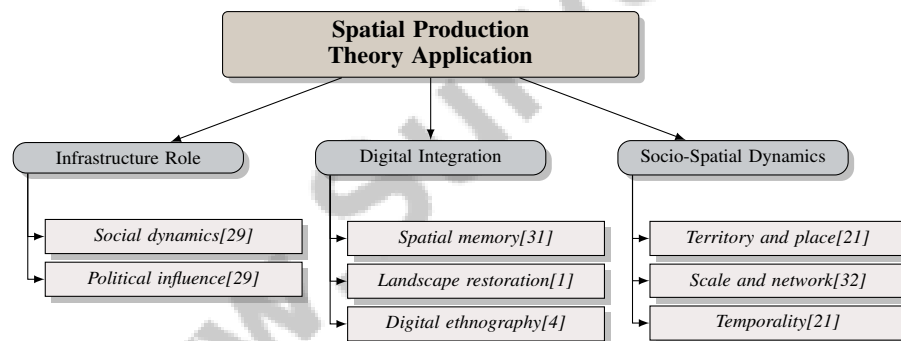 Spatial Production
Theory Application
Infrastructure Role
Digital Integration
Socio-Spatial Dynamics
Social dynamics[29]
Political influence[29]
Spatial memory[31]
Landscape restoration[1]
Digital ethnography[4]
Territory and place[21]
Scale and network[32]
Temporality[21]